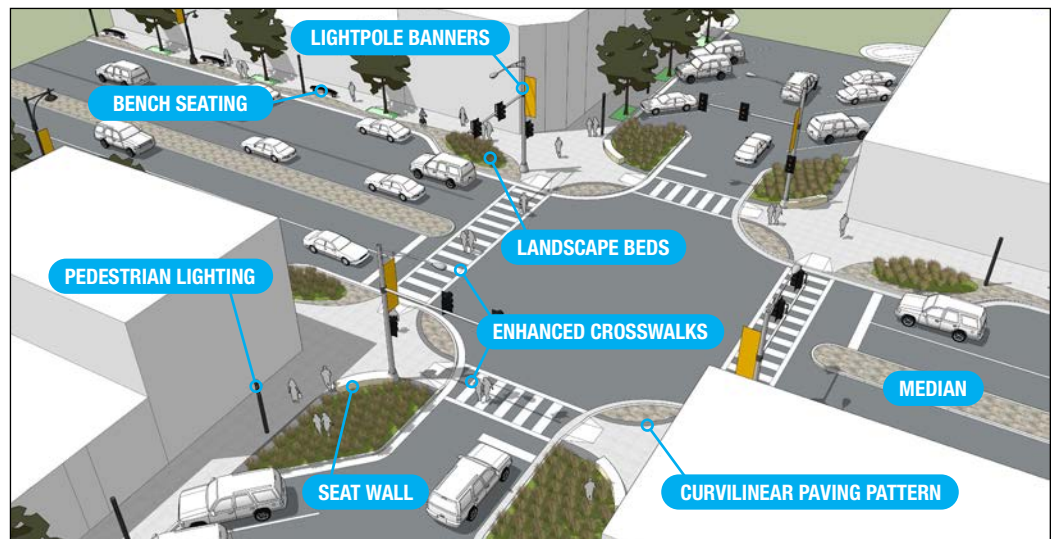 LIGHTPOLE BANNERS
BENCH SEATING
LANDSCAPE BEDS
PEDESTRIAN LIGHTING
ENHANCED CROSSWALKS
MEDIAN
SEAT WALL
CURVILINEAR PAVING PATTERN